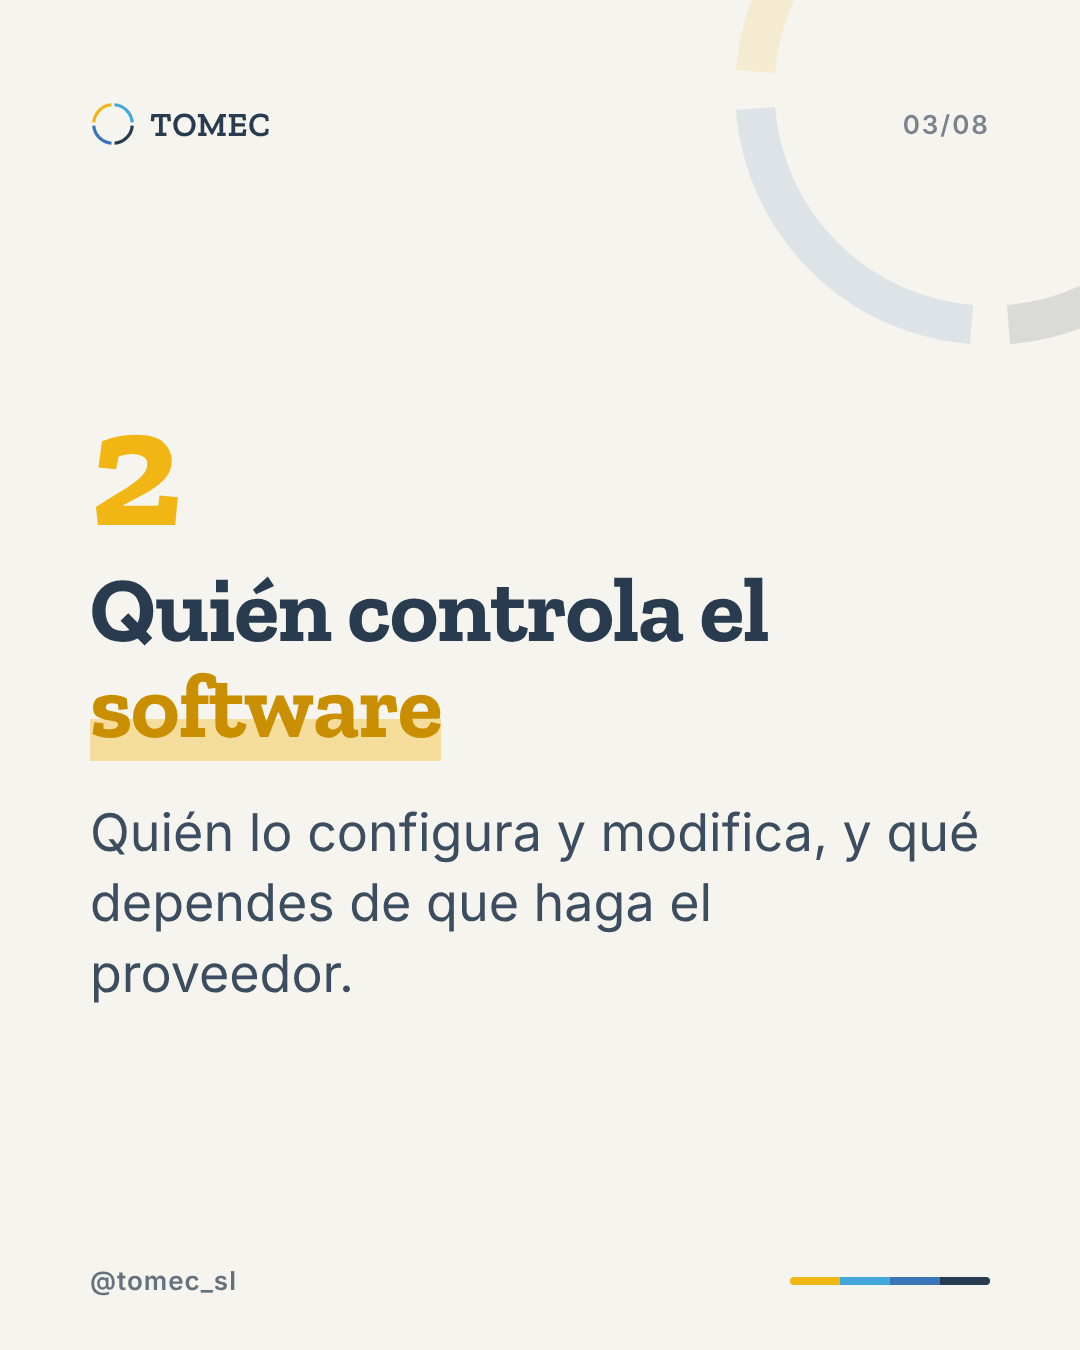 TOMEC
03/08
2
Quién controla el
software
Quién lo configura y modifica, y qué
dependes de que haga el
proveedor.
@tomec_sl